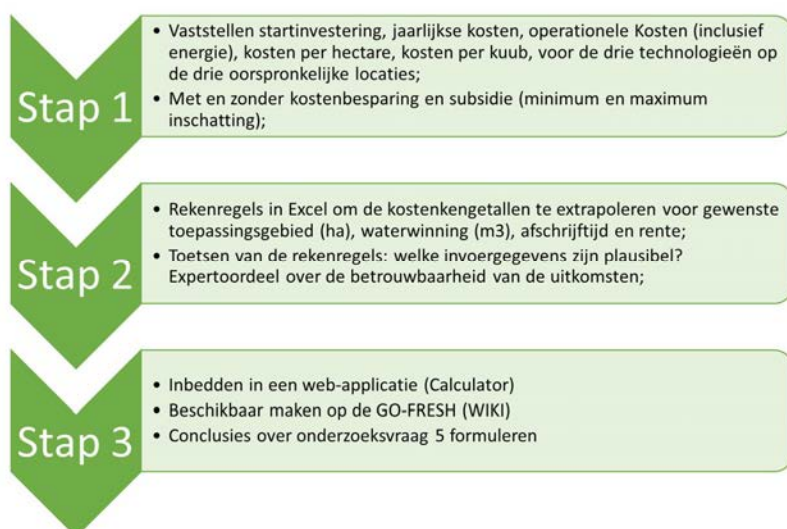 Stap 1
• Vaststellen startinvestering, jaarlijkse kosten, operationele Kosten (inclusief
energie), kosten per hectare, kosten per kuub, voor de drie technologieën op
de drie oorspronkelijke locaties;
• Met en zonder kostenbesparing en subsidie (minimum en maximum
inschatting);
Stap 2
• Rekenregels in Excel om de kostenkengetallen te extrapoleren voor gewenste
toepassingsgebied (ha), waterwinning (m3), afschrijftijd en rente;
• Toetsen van de rekenregels: welke invoergegevens zijn plausibel?
Expertoordeel over de betrouwbaarheid van de uitkomsten;
Stap 3
• Inbedden in een web-applicatie (Calculator)
• Beschikbaar maken op de GO-FRESH (WIKI)
• Conclusies over onderzoeksvraag 5 formuleren